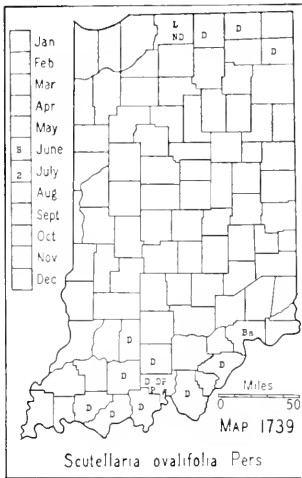 L
ND D D
D
Jan
Feb
Mar
Apr
May
8 June
2 July
Aug
Sept
Oct
Nov
Dec
Bn
D
D
D
D DP
P
D
D
D
D
D
Miles
0 50
MAP 1739
Scutellaria ovalifolia Pers